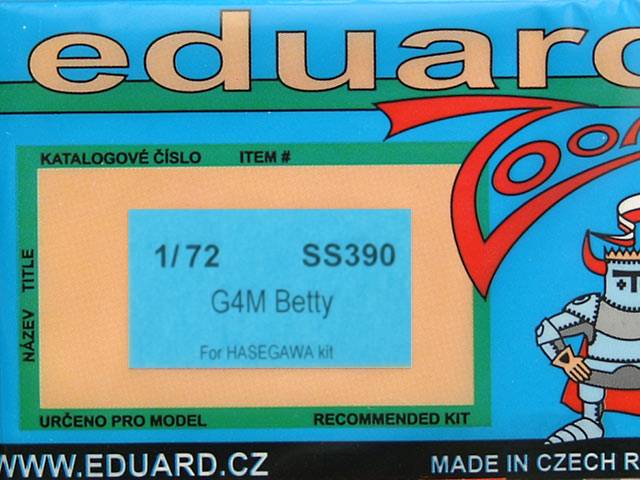 eduard
Zoom
KATALOGOVÉ ČÍSLO ITEM #
NÁZEV TITLE
1/72 SS390
G4M Betty
For HASEGAWA kit
URČENO PRO MODEL RECOMMENDED KIT
WWW.EDUARD.CZ MADE IN CZECH R